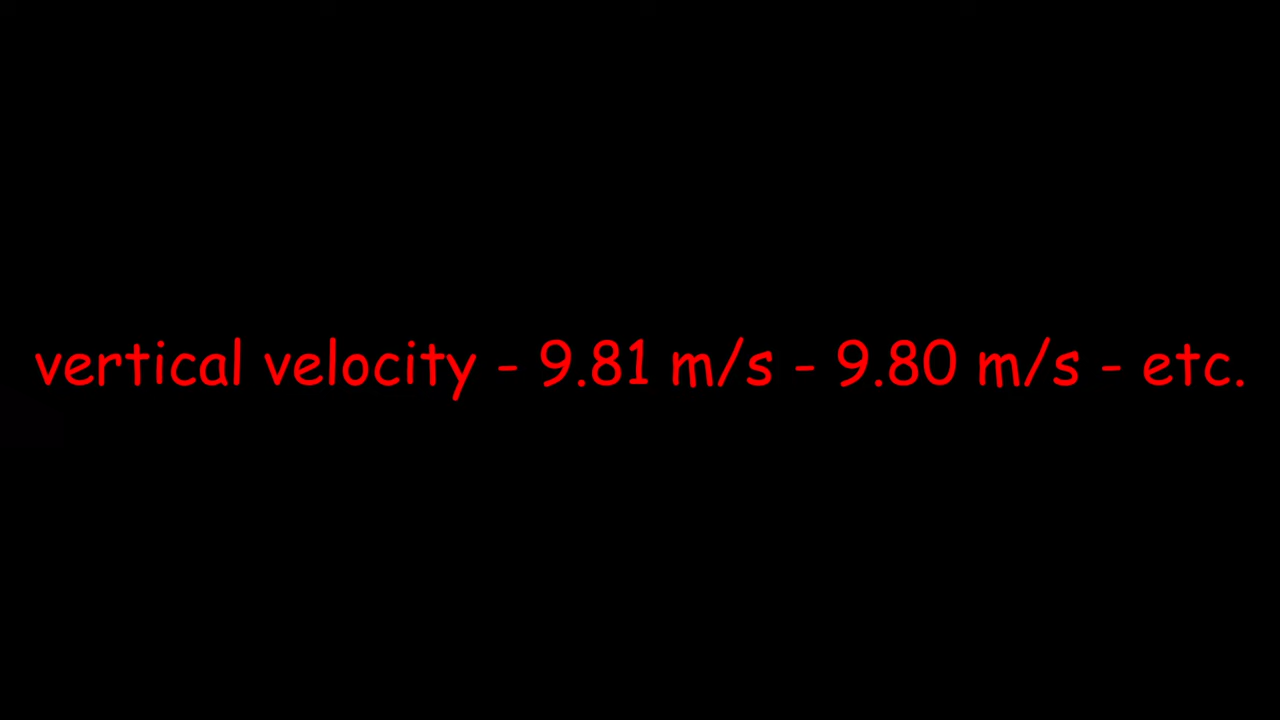 vertical velocity - 9.81 m/s - 9.80 m/s - etc.